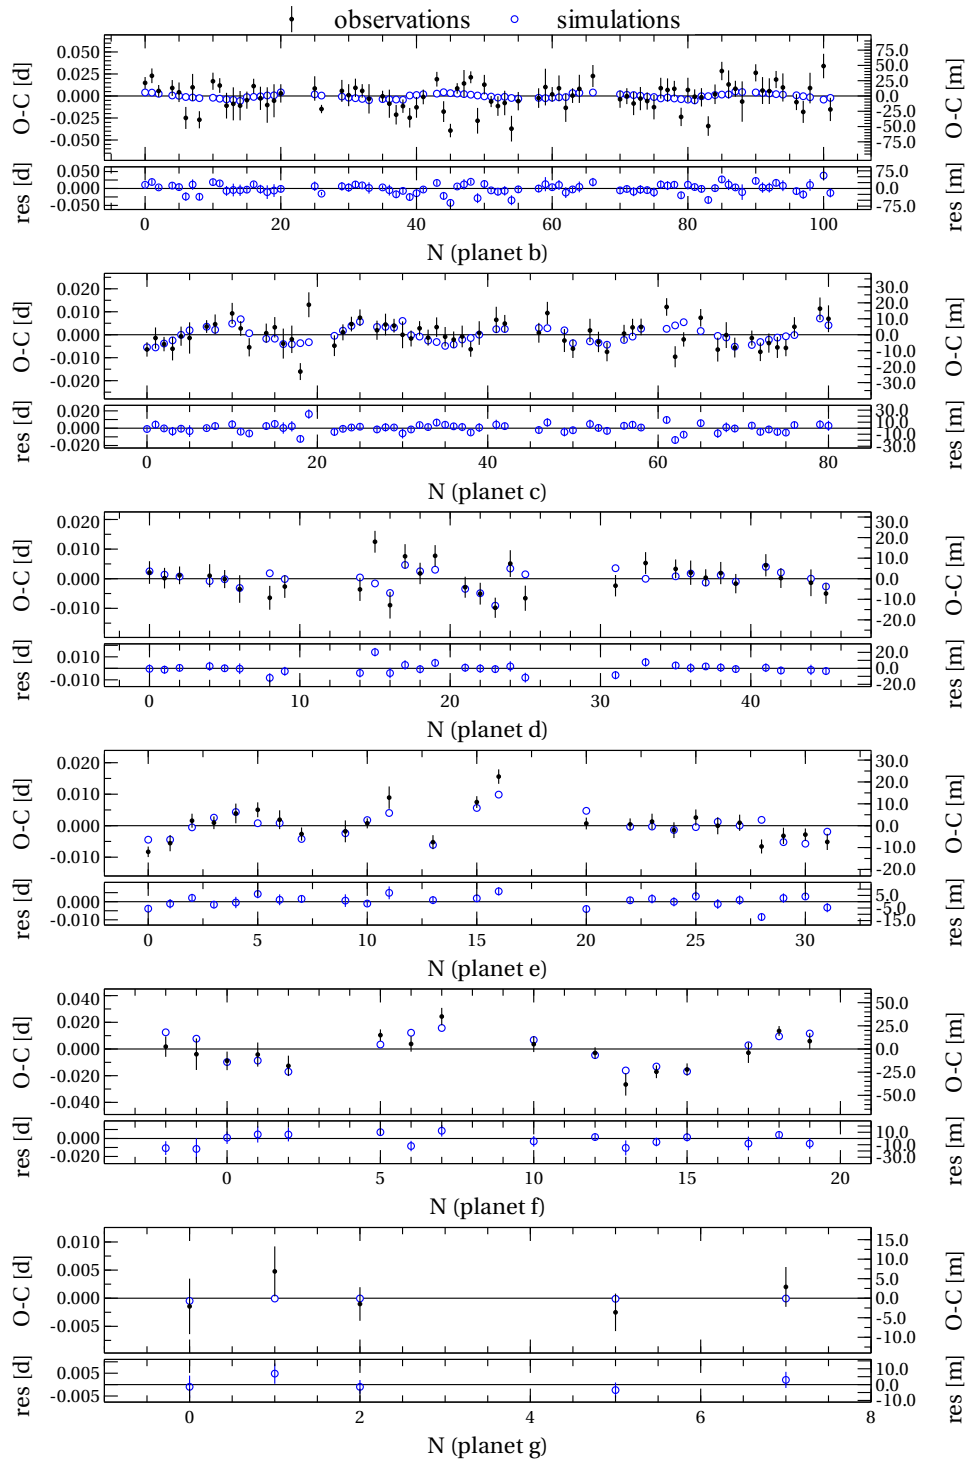 observations simulations
0.050 75.0
0.025 50.0
25.0
0.000 0.0
-0.025 -25.0
-50.0
-0.050 -75.0
O-C [d] O-C [m]
0.050 75.0
0.000 0.0
-0.050 -75.0
res [d] res [m]
0 20 40 60 80 100
N (planet b)
0.020 30.0
20.0
0.010 10.0
0.000 0.0
-0.010 -10.0
-20.0
-0.020 -30.0
O-C [d] O-C [m]
0.020 30.0
10.0
0.000 -10.0
-0.020 -30.0
res [d] res [m]
0 20 40 60 80
N (planet c)
0.020 30.0
20.0
0.010 10.0
0.000 0.0
-0.010 -10.0
-20.0
O-C [d] O-C [m]
0.010 20.0
0.0
-0.010 -20.0
res [d] res [m]
0 10 20 30 40
N (planet d)
0.020 30.0
20.0
0.010 10.0
0.000 0.0
-0.010 -10.0
-20.0
O-C [d] O-C [m]
0.000 5.0
-5.0
-0.010 -15.0
res [d] res [m]
0 5 10 15 20 25 30
N (planet e)
0.040 50.0
0.020 25.0
0.000 0.0
-0.020 -25.0
-0.040 -50.0
O-C [d] O-C [m]
0.000 10.0
-10.0
-0.020 -30.0
res [d] res [m]
0 5 10 15 20
N (planet f)
0.010 15.0
10.0
0.005 5.0
0.000 0.0
-0.005 -5.0
-10.0
O-C [d] O-C [m]
0.005 10.0
0.0
-0.005 -10.0
res [d] res [m]
0 2 4 6 8
N (planet g)